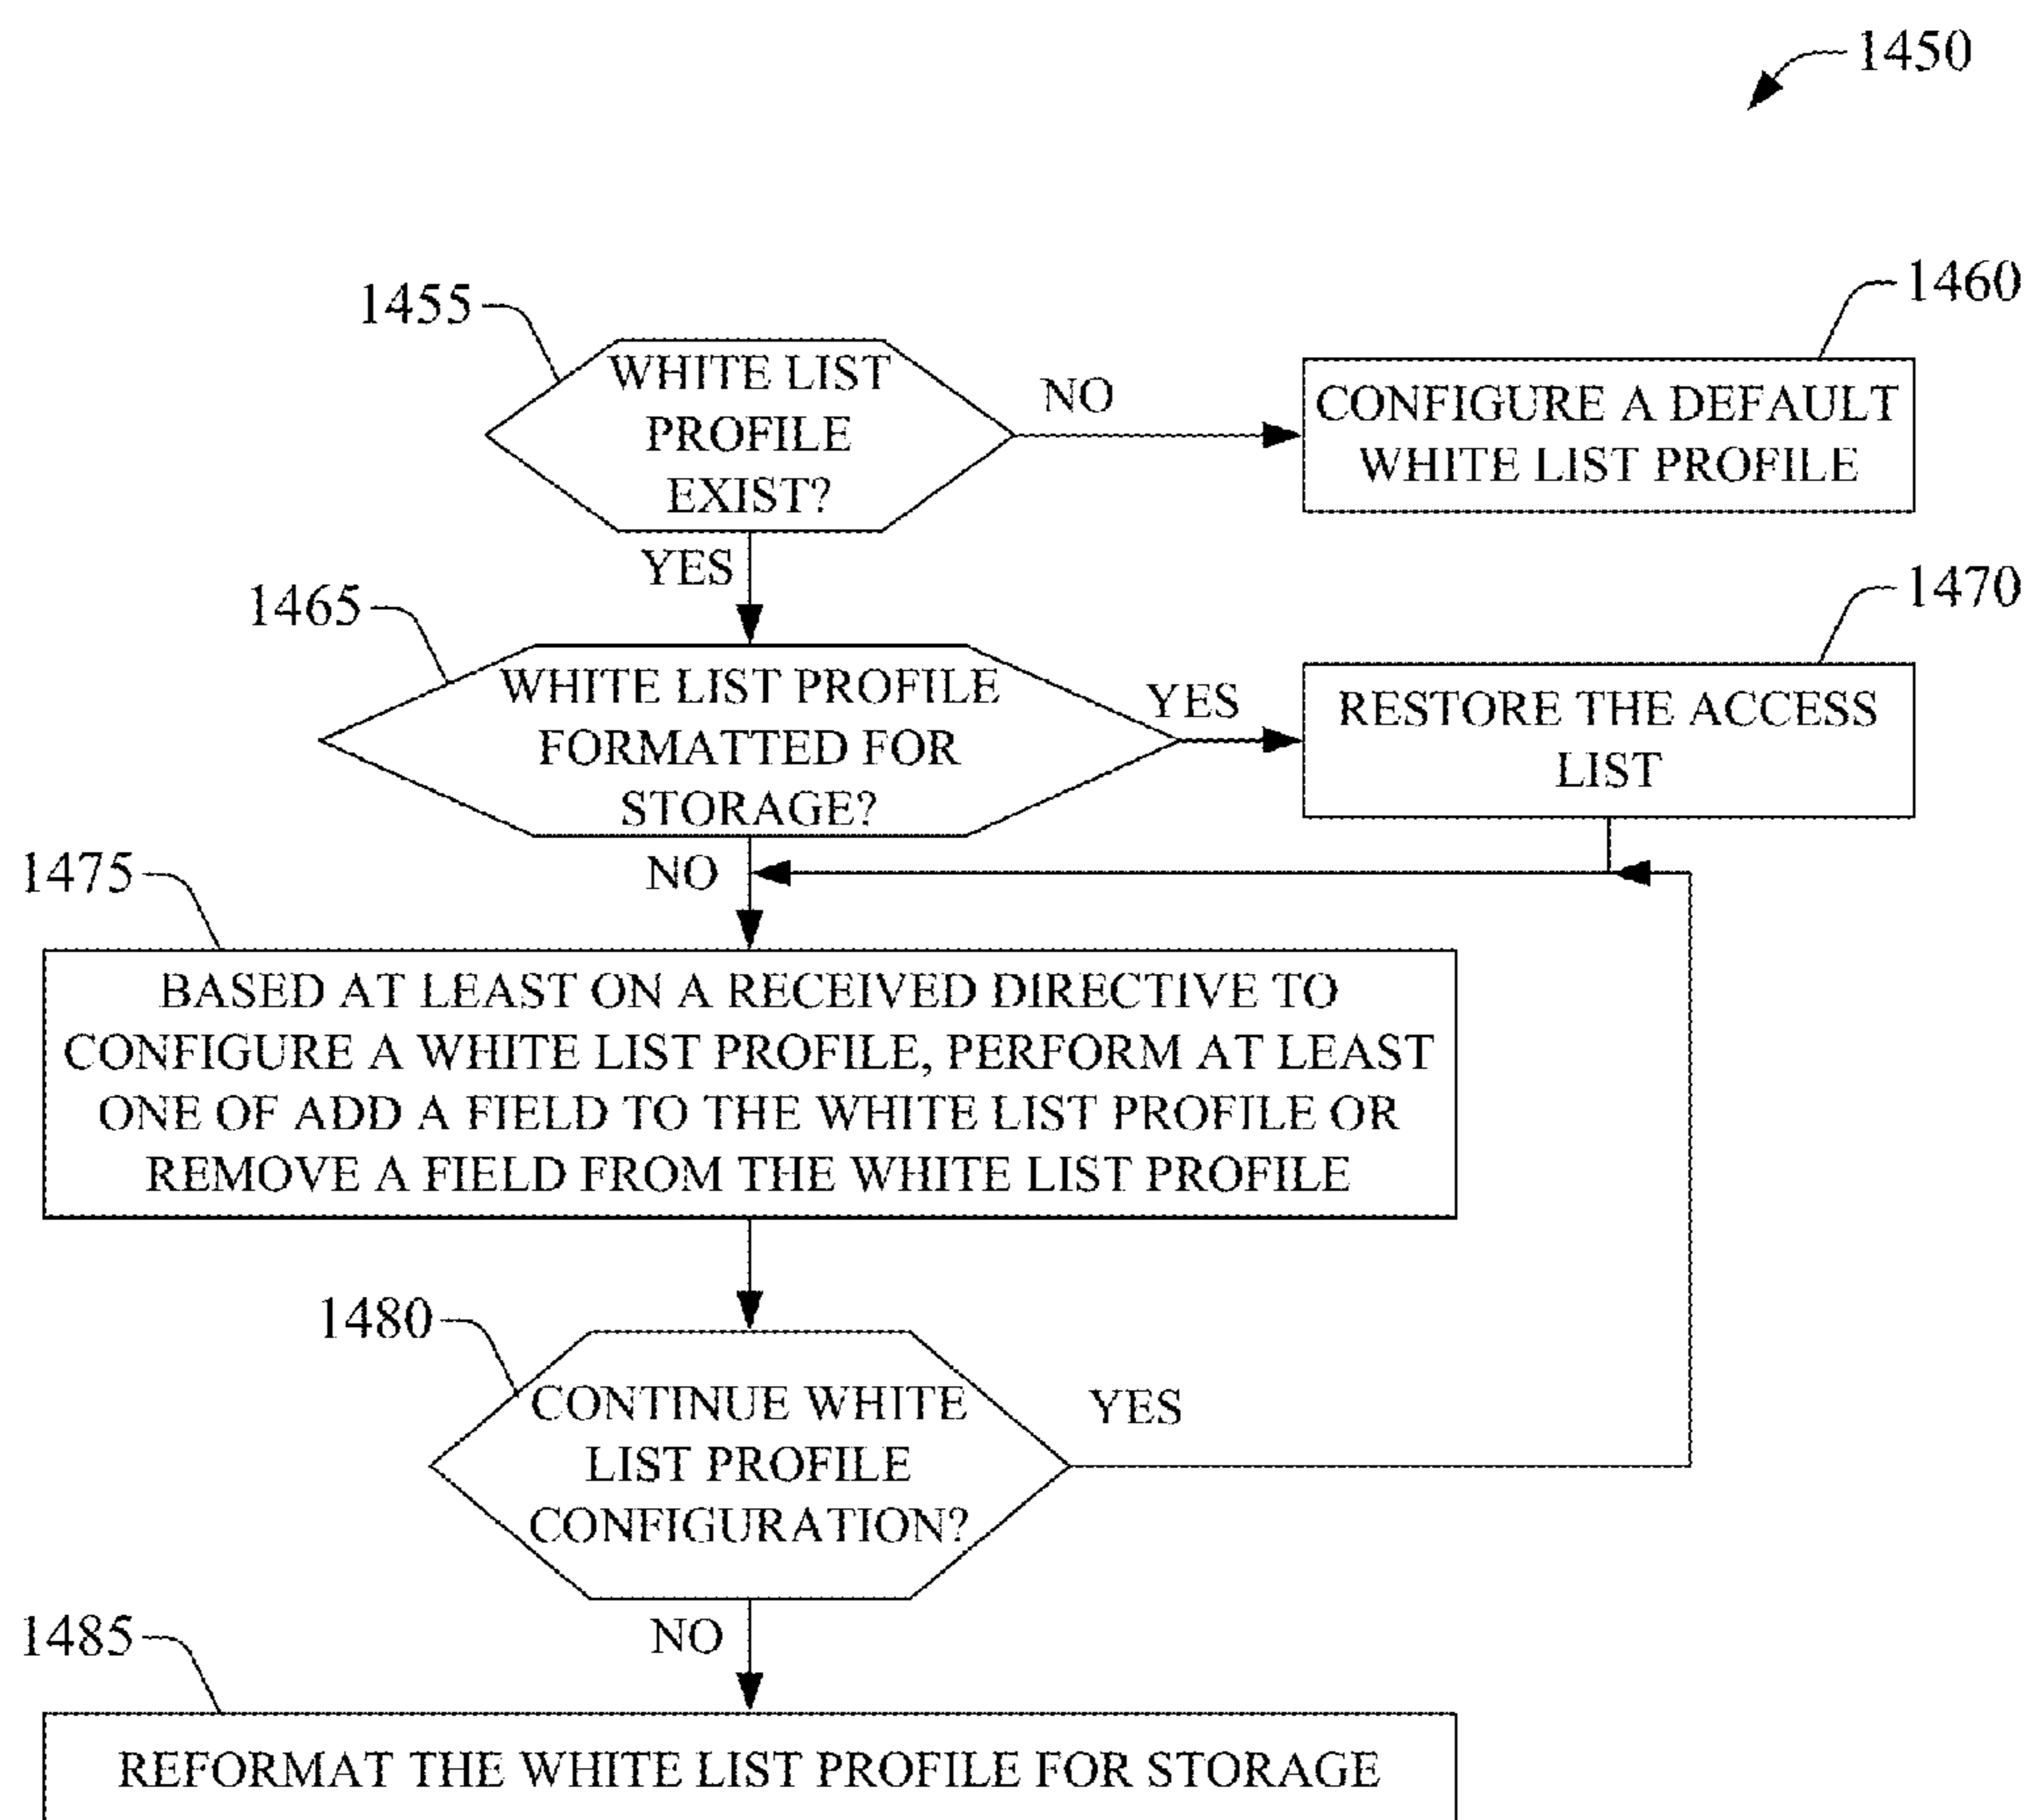 1450
1455
WHITE LIST
PROFILE
EXIST?
NO
1460
CONFIGURE A DEFAULT
WHITE LIST PROFILE
YES
1465
WHITE LIST PROFILE
FORMATTED FOR
STORAGE?
YES
1470
RESTORE THE ACCESS
LIST
NO
1475
BASED AT LEAST ON A RECEIVED DIRECTIVE TO
CONFIGURE A WHITE LIST PROFILE, PERFORM AT LEAST
ONE OF ADD A FIELD TO THE WHITE LIST PROFILE OR
REMOVE A FIELD FROM THE WHITE LIST PROFILE
1480
CONTINUE WHITE
LIST PROFILE
CONFIGURATION?
YES
NO
1485
REFORMAT THE WHITE LIST PROFILE FOR STORAGE